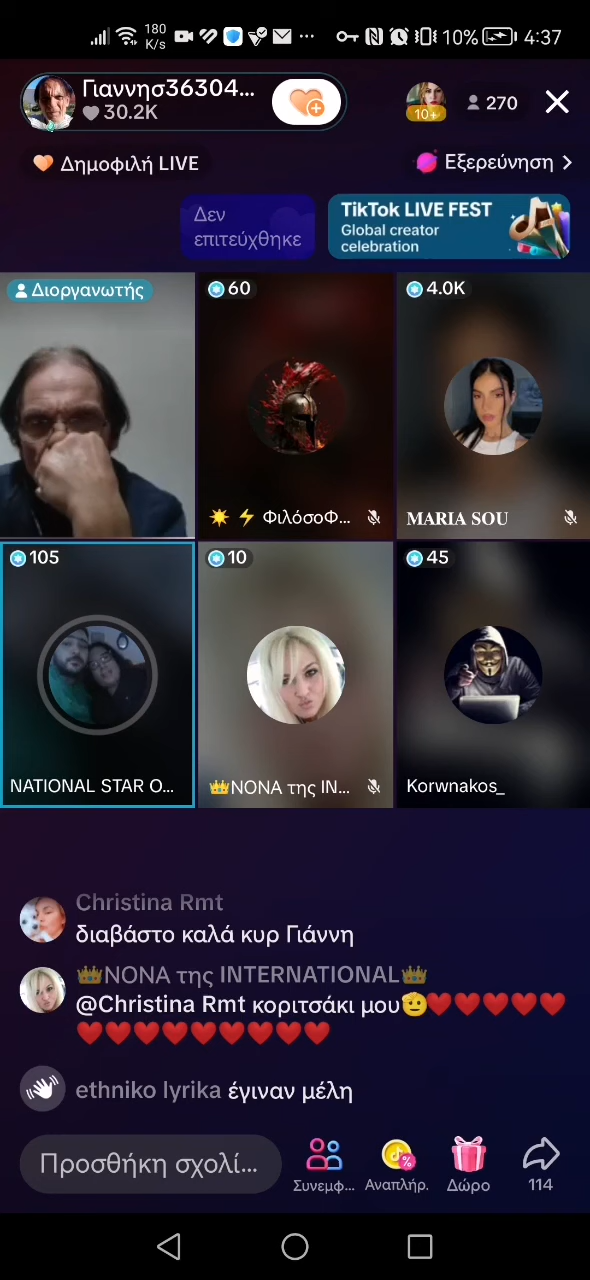 180
K/s
10%
4:37
Γιαννησ36304...
30.2K
10+
270
Δημοφιλή LIVE
Εξερεύνηση
Δεν
επιτεύχθηκε
TikTok LIVE FEST
Global creator
celebration
Διοργανωτής
60
4.0K
☀️⚡ΦιλόσοΦ...
MARIA SOU
105
10
45
NATIONAL STAR O...
👑NONA της IN...
Korwnakos_
Christina Rmt
διαβάστο καλά κυρ Γιάννη
👑NONA της INTERNATIONAL👑
@Christina Rmt κοριτσάκι μου🫡❤️❤️❤️❤️❤️
❤️❤️❤️❤️❤️❤️❤️❤️❤️
ethniko lyrika έγιναν μέλη
Προσθήκη σχολί...
Συνεμφ...
Αναπλήρ.
Δώρο
114